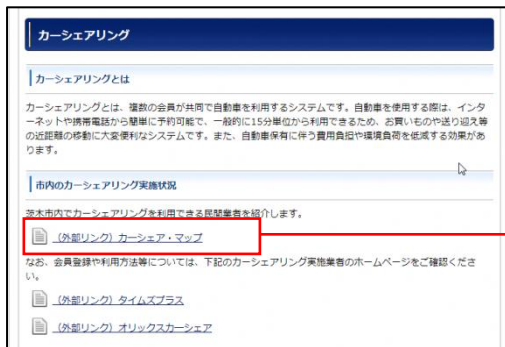 カーシェアリング
カーシェアリングとは
カーシェアリングとは、複数の会員が共同で自動車を利用するシステムです。自動車を使用する際は、インタ
ーネットや携帯電話から簡単に予約可能で、一般的に15分単位から利用できるため、お買いものや送り迎え等
の近距離の移動に大変便利なシステムです。また、自動車保有に伴う費用負担や環境負荷を低減する効果があ
ります。
市内のカーシェアリング実施状況
茨木市内でカーシェアリングを利用できる民間業者を紹介します。
（外部リンク）カーシェア・マップ
なお、会員登録や利用方法等については、下記のカーシェアリング実施業者のホームページをご確認くださ
い。
（外部リンク）タイムズプラス
（外部リンク）オリックスカーシェア